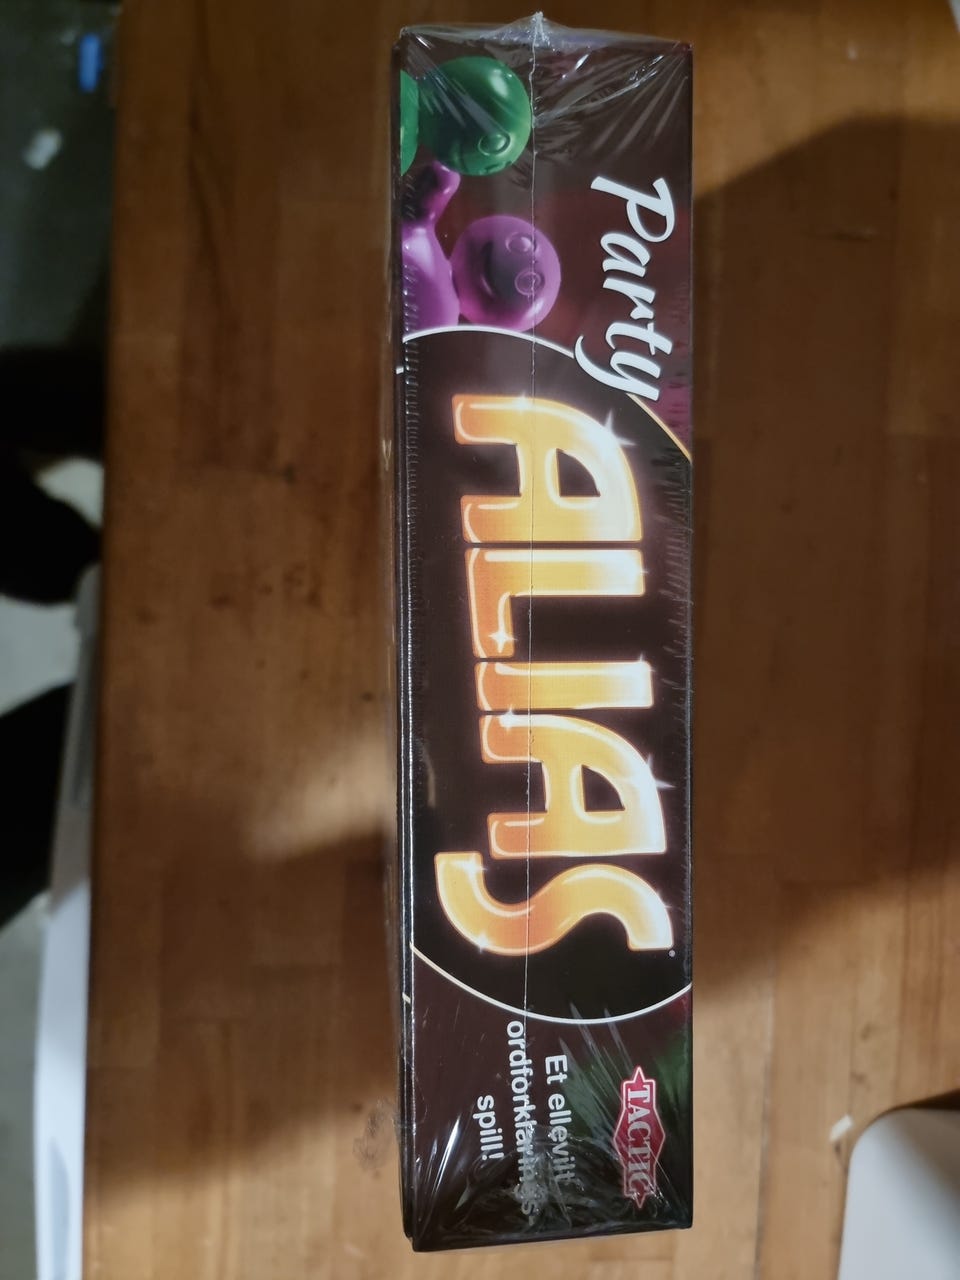 Party
ALIAS
TACTIC
Et ellevilt
ordforklarings-
spill!